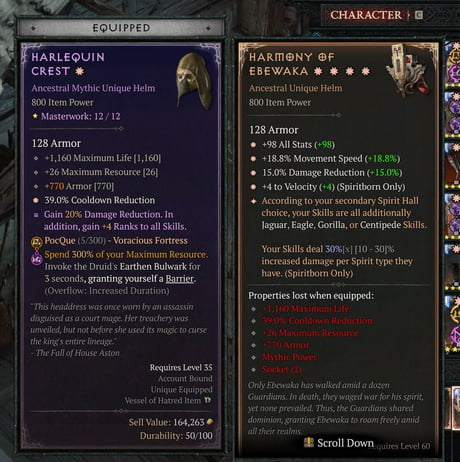 CHARACTER C
EQUIPPED
HARLEQUIN
CREST
Ancestral Mythic Unique Helm
800 Item Power
Masterwork: 12 / 12
128 Armor
+1,160 Maximum Life [1,160]
+26 Maximum Resource [26]
+770 Armor [770]
39.0% Cooldown Reduction
Gain 20% Damage Reduction. In
addition, gain +4 Ranks to all Skills.
PocQue (5/300) - Voracious Fortress
Spend 300% of your Maximum Resource.
Invoke the Druid's Earthen Bulwark for
3 seconds, granting yourself a Barrier.
(Overflow: Increased Duration)
"This headdress was once worn by an assassin
disguised as a court mage. Her treachery was
unveiled, but not before she used its magic to curse
the king's entire lineage."
- The Fall of House Aston
Requires Level 35
Account Bound
Unique Equipped
Vessel of Hatred Item
Sell Value: 164,263
Durability: 50/100
HARMONY OF
EBEWAKA
Ancestral Unique Helm
800 Item Power
128 Armor
+98 All Stats (+98)
+18.8% Movement Speed (+18.8%)
15.0% Damage Reduction (+15.0%)
+4 to Velocity (+4) (Spiritborn Only)
According to your secondary Spirit Hall
choice, your Skills are all additionally
Jaguar, Eagle, Gorilla, or Centipede Skills.
Your Skills deal 30%[x] [10 - 30]%
increased damage per Spirit type they
have. (Spiritborn Only)
Properties lost when equipped:
+1,160 Maximum Life
39.0% Cooldown Reduction
+26 Maximum Resource
+770 Armor
Mythic Power
Socket (2)
Only Ebewaka has walked amid a dozen
Guardians. In death, they warred for his spirit,
yet none prevailed. Thus, the Guardians shared
dominion, granting Ebewaka to roam freely amid
all their realms.
Scroll Down
Requires Level 60